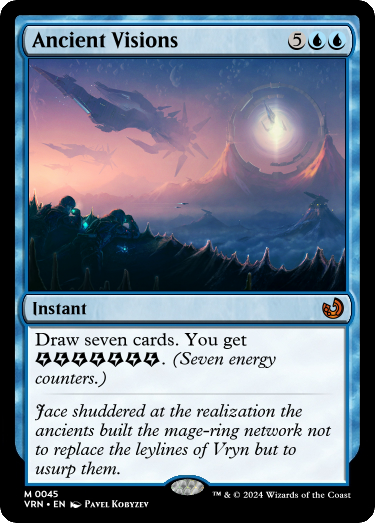 Ancient Visions 5
Instant
Draw seven cards. You get
. (Seven energy
counters.)
Jace shuddered at the realization the
ancients built the mage-ring network not
to replace the leylines of Vryn but to
usurp them.
M 0045
VRN • EN PAVEL KOBYZEV
™ & © 2024 Wizards of the Coast